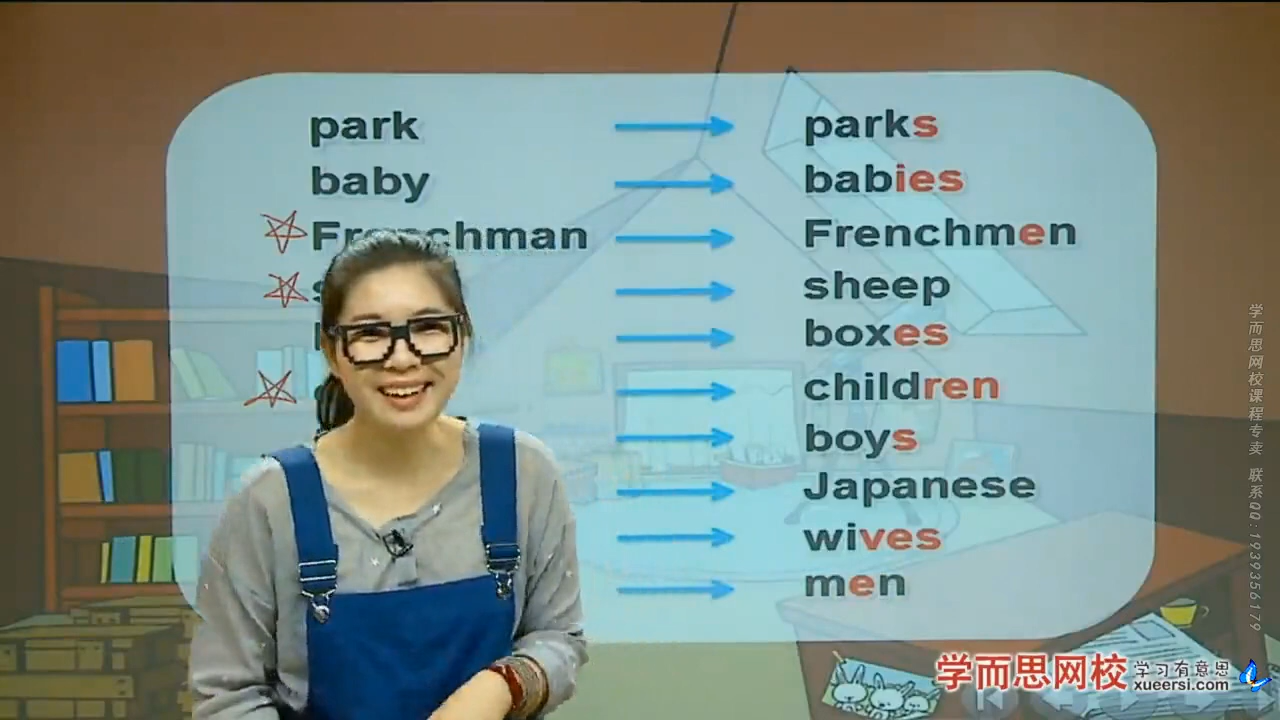 park parks
baby babies
Frenchman Frenchmen
sheep
boxes
children
boys
Japanese
wives
men
学而思网校 学习有意思
xueersi.com
学而思网校课程专卖 联系QQ:1939356179